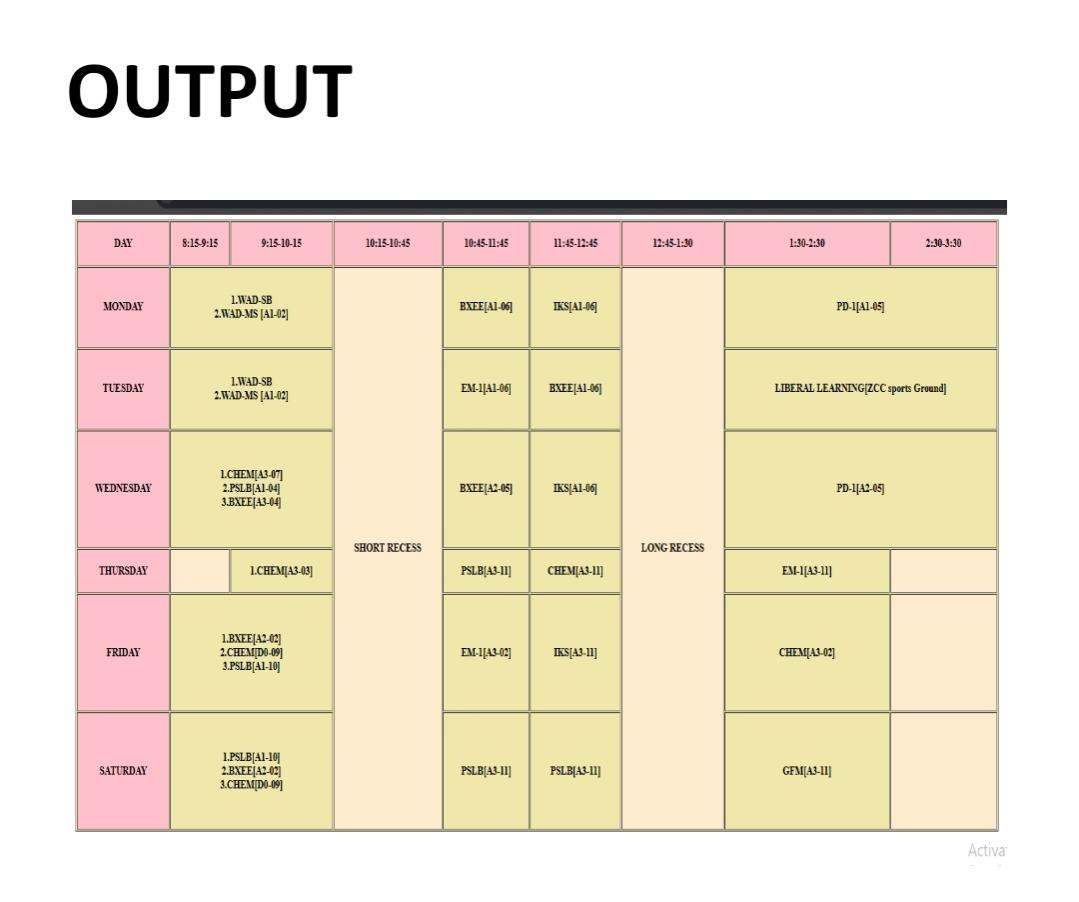 OUTPUT
DAY 8:15-9:15 9:15-10-15 10:15-10:45 10:45-11:45 11:45-12:45 12:45-1:30 1:30-2:30 2:30-3:30
MONDAY
1.WAD-SB
2.WAD-MS [A1-02]
BXEE[A1-06]
IKS[A1-06]
PD-1[A1-05]
TUESDAY
1.WAD-SB
2.WAD-MS [A1-02]
EM-1[A1-06]
BXEE[A1-06]
LIBERAL LEARNING[ZCC sports Ground]
WEDNESDAY
1.CHEM[A3-07]
2.PSLB[A1-04]
3.BXEE[A3-04]
BXEE[A2-05]
IKS[A1-06]
PD-1[A2-05]
SHORT RECESS
LONG RECESS
THURSDAY
1.CHEM[A3-03]
PSLB[A3-11]
CHEM[A3-11]
EM-1[A3-11]
FRIDAY
1.BXEE[A2-02]
2.CHEM[D0-09]
3.PSLB[A1-10]
EM-1[A3-02]
IKS[A3-11]
CHEM[A3-02]
SATURDAY
1.PSLB[A1-10]
2.BXEE[A2-02]
3.CHEM[D0-09]
PSLB[A3-11]
PSLB[A3-11]
GFM[A3-11]